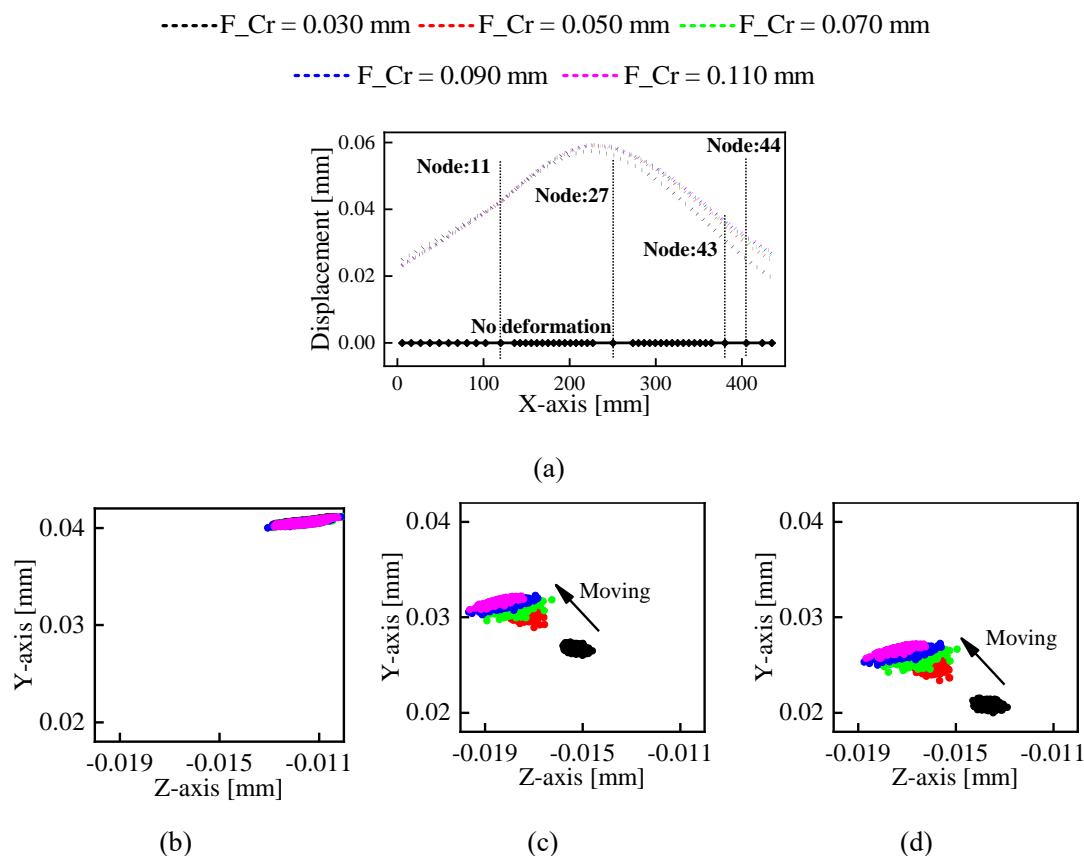 F_Cr = 0.030 mm F_Cr = 0.050 mm F_Cr = 0.070 mm
F_Cr = 0.090 mm F_Cr = 0.110 mm
0.06
0.04
0.02
0.00
Displacement [mm]
Node:11
Node:27
Node:44
Node:43
No deformation
0 100 200 300 400
X-axis [mm]
(a)
0.04
0.03
0.02
Y-axis [mm]
-0.019 -0.015 -0.011
Z-axis [mm]
(b)
0.04
0.03
0.02
Y-axis [mm]
Moving
-0.019 -0.015 -0.011
Z-axis [mm]
(c)
0.04
0.03
0.02
Y-axis [mm]
Moving
-0.019 -0.015 -0.011
Z-axis [mm]
(d)